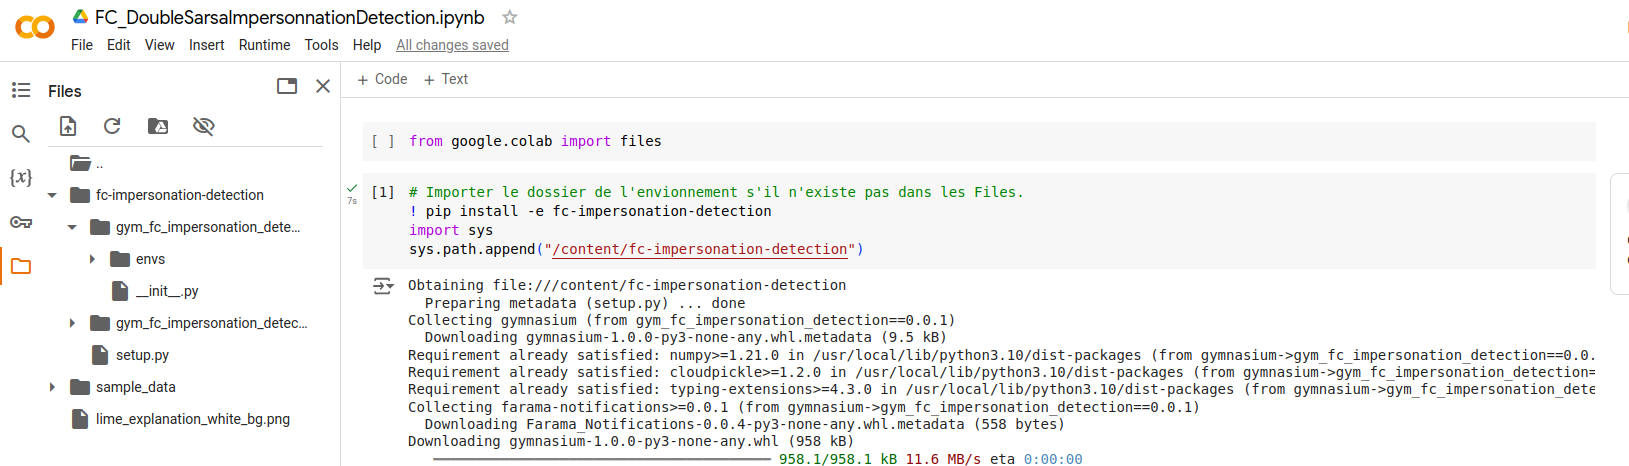 FC_DoubleSarsaImpersonnationDetection.ipynb
File Edit View Insert Runtime Tools Help All changes saved
Files
+ Code + Text
..
fc-impersonation-detection
gym_fc_impersonation_dete...
envs
__init__.py
gym_fc_impersonation_detec...
setup.py
sample_data
lime_explanation_white_bg.png
{x}
[ ] from google.colab import files
7s
[1] # Importer le dossier de l'envionnement s'il n'existe pas dans les Files.
! pip install -e fc-impersonation-detection
import sys
sys.path.append("/content/fc-impersonation-detection")
Obtaining file:///content/fc-impersonation-detection
Preparing metadata (setup.py) ... done
Collecting gymnasium (from gym_fc_impersonation_detection==0.0.1)
Downloading gymnasium-1.0.0-py3-none-any.whl.metadata (9.5 kB)
Requirement already satisfied: numpy>=1.21.0 in /usr/local/lib/python3.10/dist-packages (from gymnasium->gym_fc_impersonation_detection==0.0.
Requirement already satisfied: cloudpickle>=1.2.0 in /usr/local/lib/python3.10/dist-packages (from gymnasium->gym_fc_impersonation_detection=
Requirement already satisfied: typing-extensions>=4.3.0 in /usr/local/lib/python3.10/dist-packages (from gymnasium->gym_fc_impersonation_dete
Collecting farama-notifications>=0.0.1 (from gymnasium->gym_fc_impersonation_detection==0.0.1)
Downloading Farama_Notifications-0.0.4-py3-none-any.whl.metadata (558 bytes)
Downloading gymnasium-1.0.0-py3-none-any.whl (958 kB)
958.1/958.1 kB 11.6 MB/s eta 0:00:00